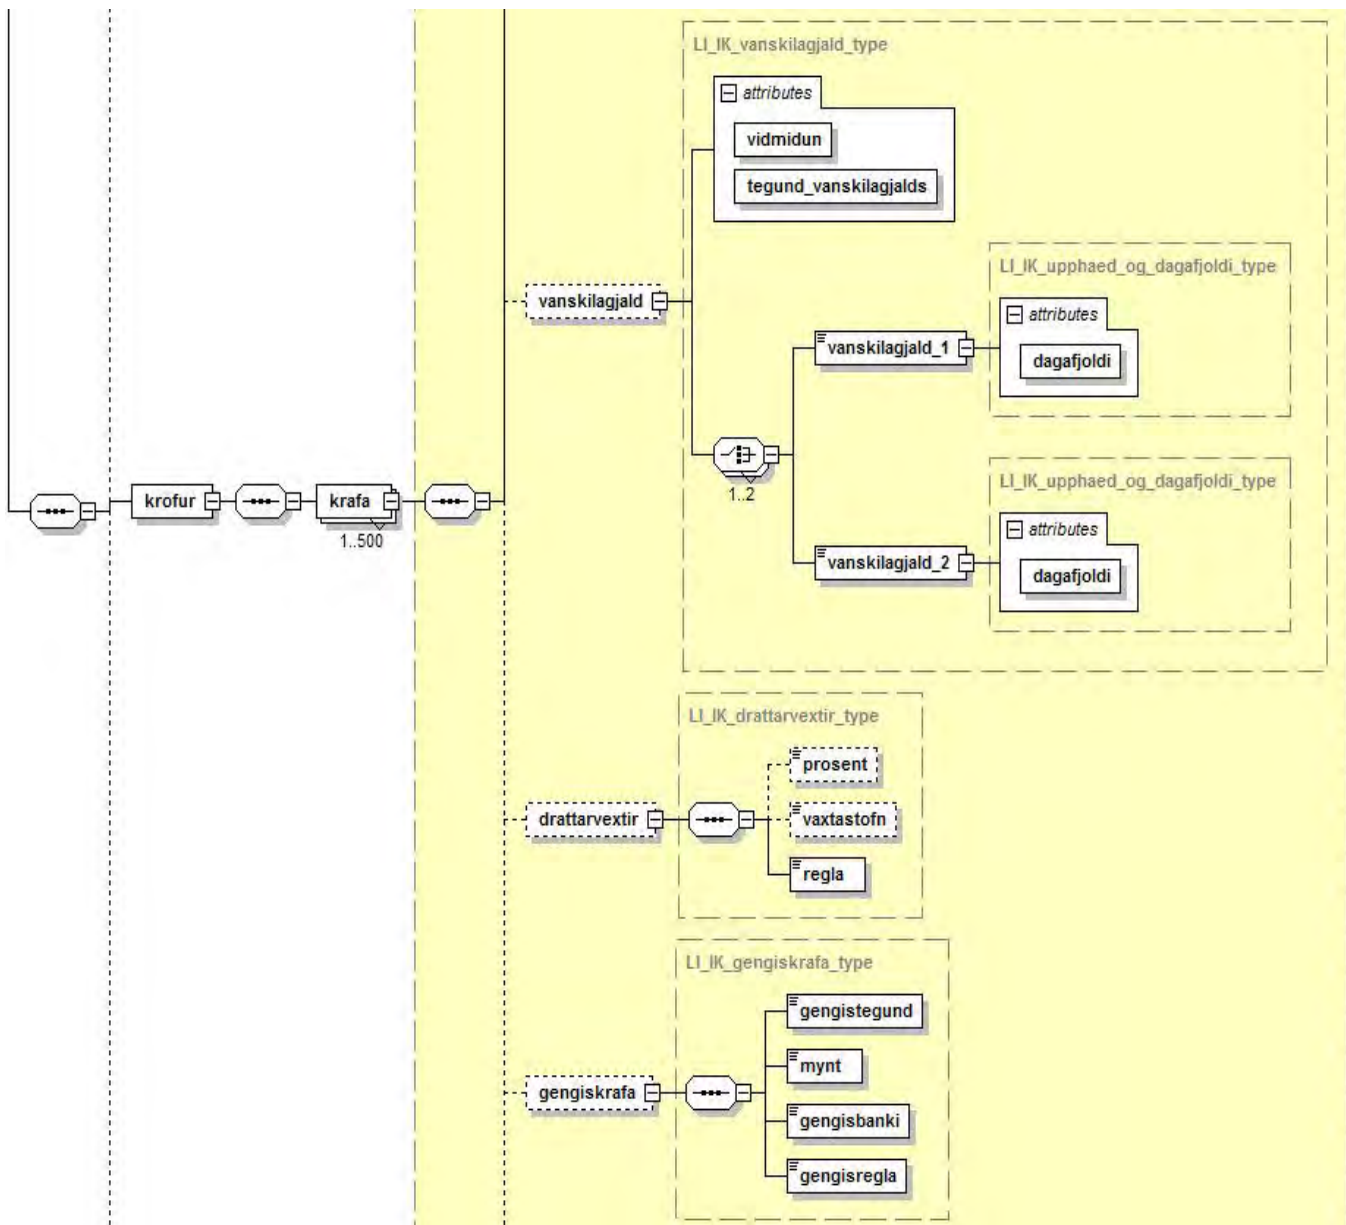 LI_IK_vanskilagjald_type
attributes
vidmidun
tegund_vanskilagjalds
LI_IK_upphaed_og_dagafjoldi_type
attributes
dagafjoldi
vanskilagjald
vanskilagjald_1
1..2
LI_IK_upphaed_og_dagafjoldi_type
attributes
dagafjoldi
vanskilagjald_2
krofur
krafa
1..500
LI_IK_drattarvextir_type
prosent
drattarvextir
vaxtastofn
regla
LI_IK_gengiskrafa_type
gengistegund
mynt
gengiskrafa
gengisbanki
gengisregla